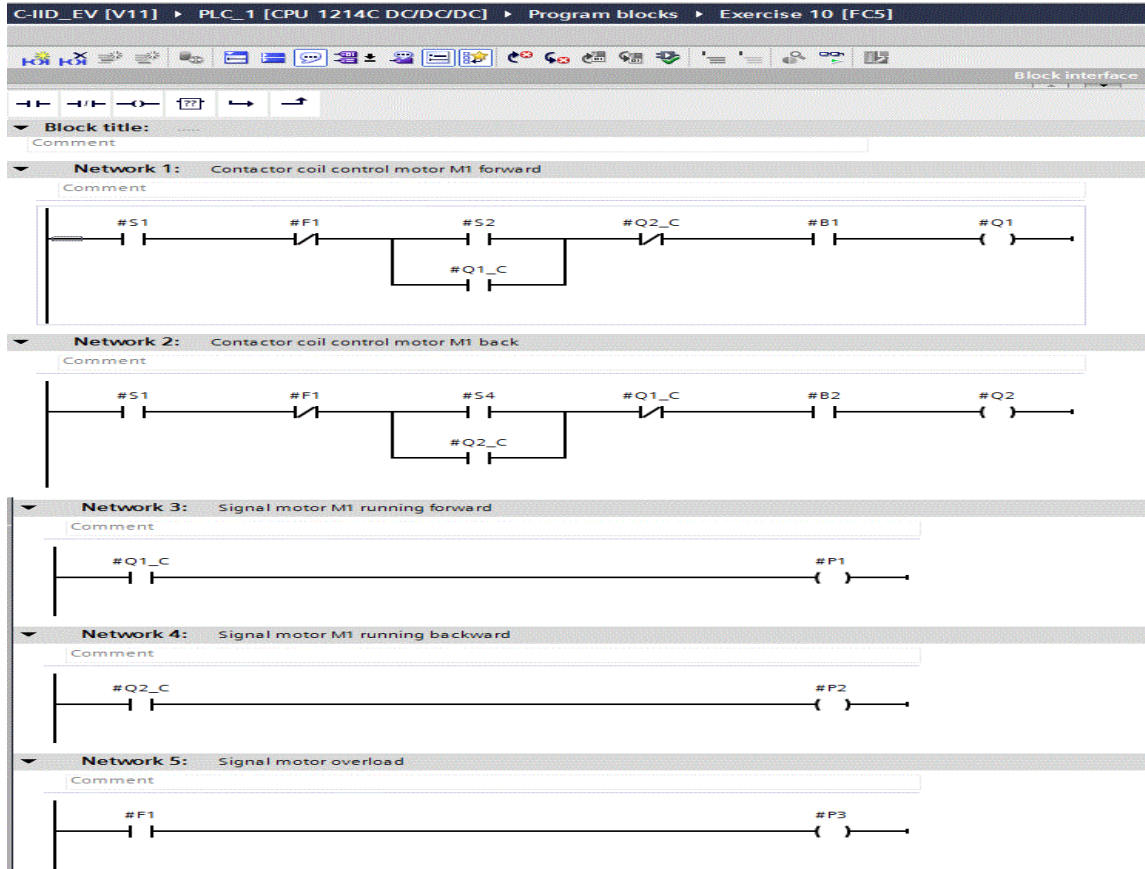 C-IID_EV [V11] ▸ PLC_1 [CPU 1214C DC/DC/DC] ▸ Program blocks ▸ Exercise 10 [FC5]
Block interface
??
Block title: .....
Comment
Network 1: Contactor coil control motor M1 forward
Comment
#S1 #F1 #S2 #Q2_C #B1 #Q1
#Q1_C
Network 2: Contactor coil control motor M1 back
Comment
#S1 #F1 #S4 #Q1_C #B2 #Q2
#Q2_C
Network 3: Signal motor M1 running forward
Comment
#Q1_C #P1
Network 4: Signal motor M1 running backward
Comment
#Q2_C #P2
Network 5: Signal motor overload
Comment
#F1 #P3